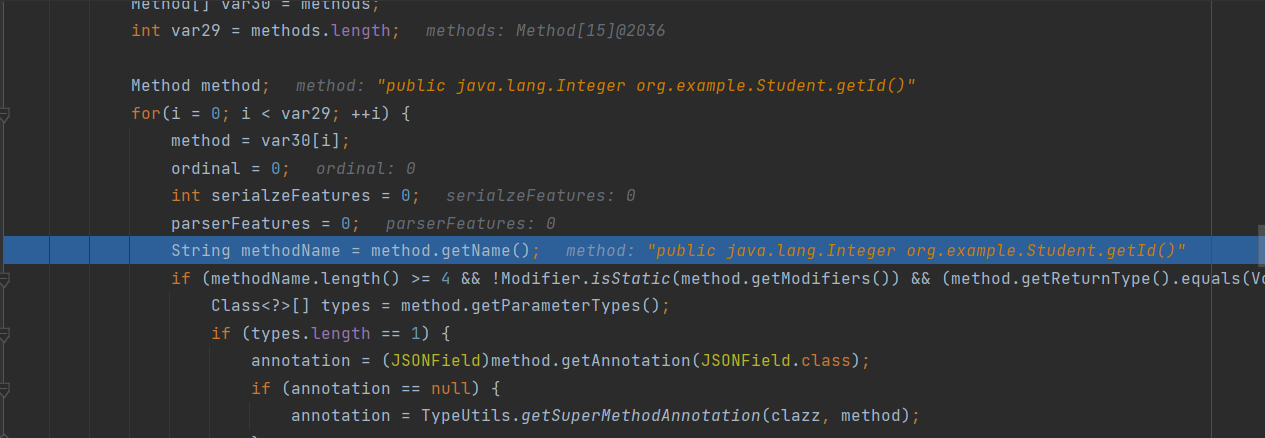 Method[] var30 = methods;
int var29 = methods.length; methods: Method[15]@2036
Method method; method: "public java.lang.Integer org.example.Student.getId()"
for(i = 0; i < var29; ++i) {
method = var30[i];
ordinal = 0; ordinal: 0
int serialzeFeatures = 0; serialzeFeatures: 0
parserFeatures = 0; parserFeatures: 0
String methodName = method.getName(); method: "public java.lang.Integer org.example.Student.getId()"
if (methodName.length() >= 4 && !Modifier.isStatic(method.getModifiers()) && (method.getReturnType().equals(Vo
Class<?>[] types = method.getParameterTypes();
if (types.length == 1) {
annotation = (JSONField)method.getAnnotation(JSONField.class);
if (annotation == null) {
annotation = TypeUtils.getSuperMethodAnnotation(clazz, method);